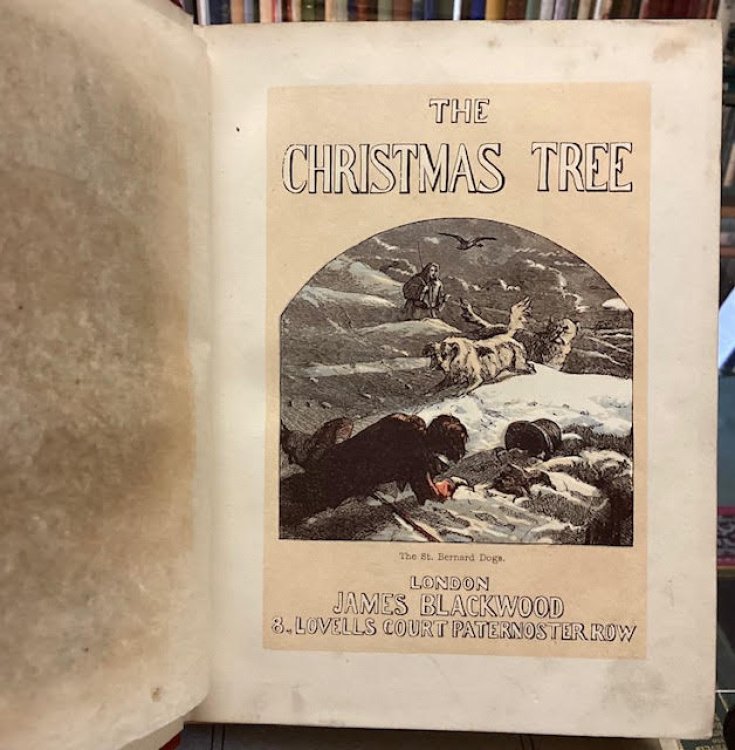 THE
CHRISTMAS TREE
The St. Bernard Dogs.
LONDON
JAMES BLACKWOOD
8, LOVELLS COURT PATERNOSTER ROW